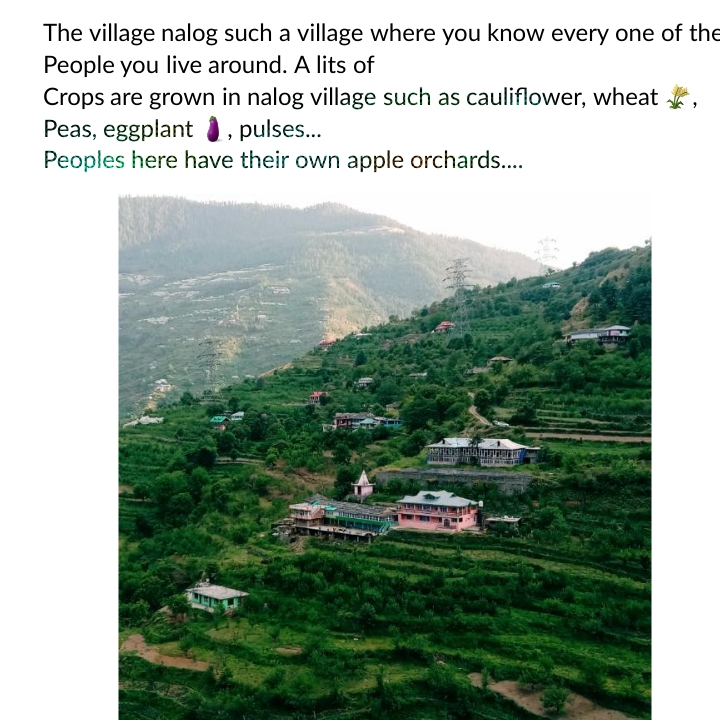 The village nalog such a village where you know every one of the
People you live around. A lits of
Crops are grown in nalog village such as cauliflower, wheat 🌾,
Peas, eggplant 🍆, pulses...
Peoples here have their own apple orchards....